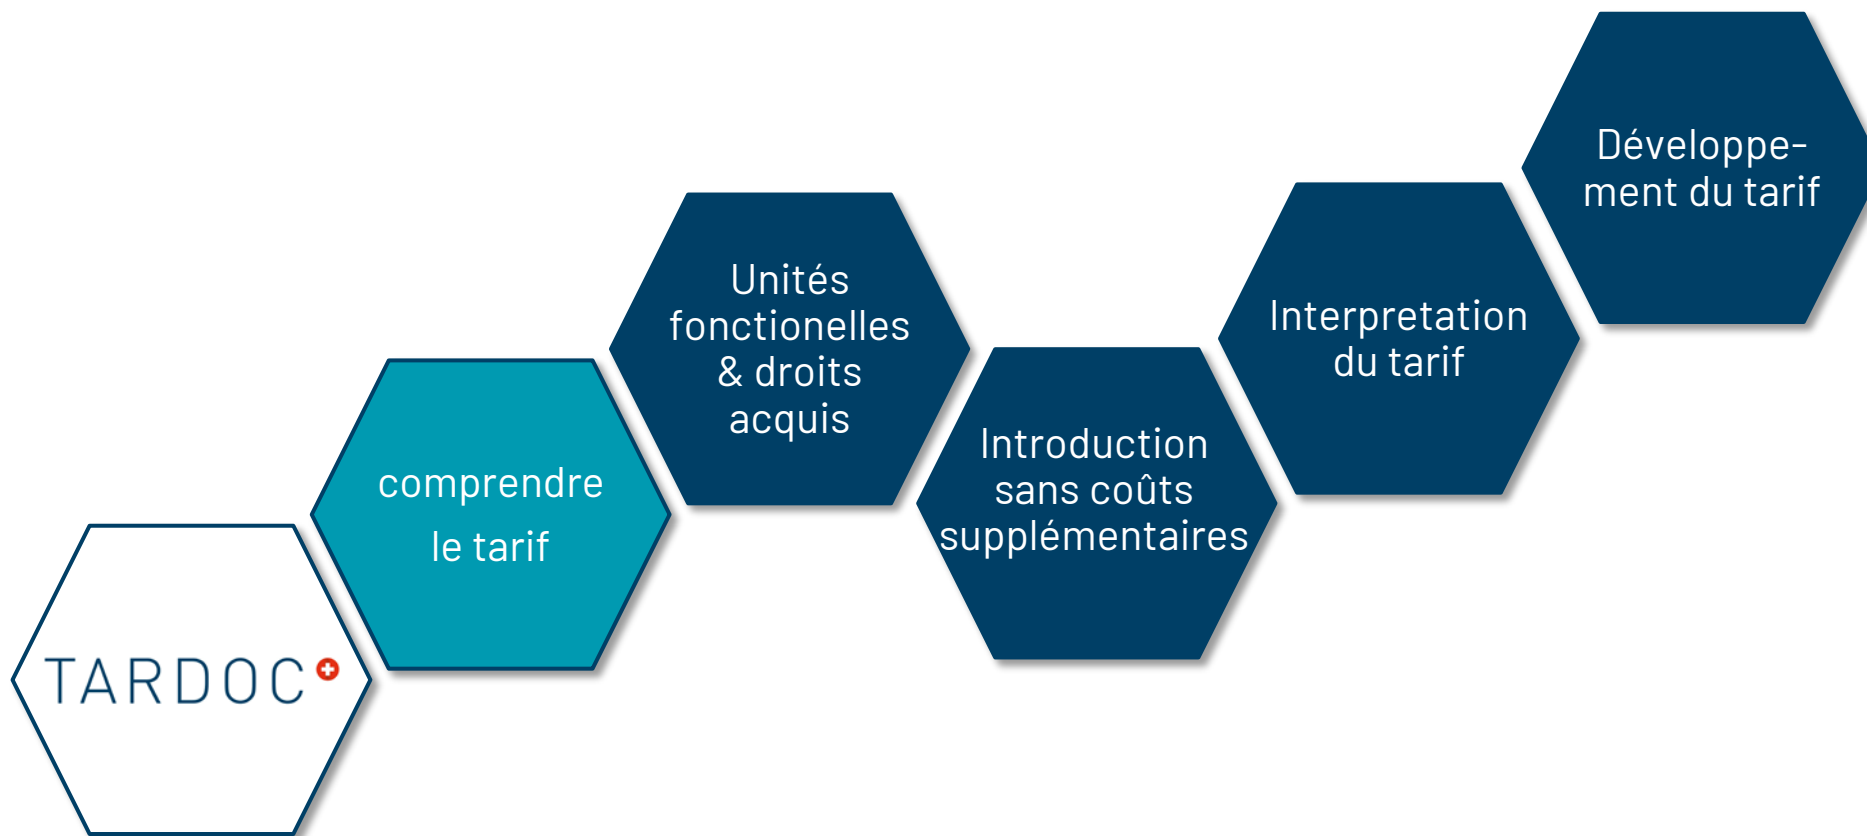 TARDOC
comprendre
le tarif
Unités
fonctionelles
& droits
acquis
Introduction
sans coûts
supplémentaires
Interpretation
du tarif
Développe-
ment du tarif